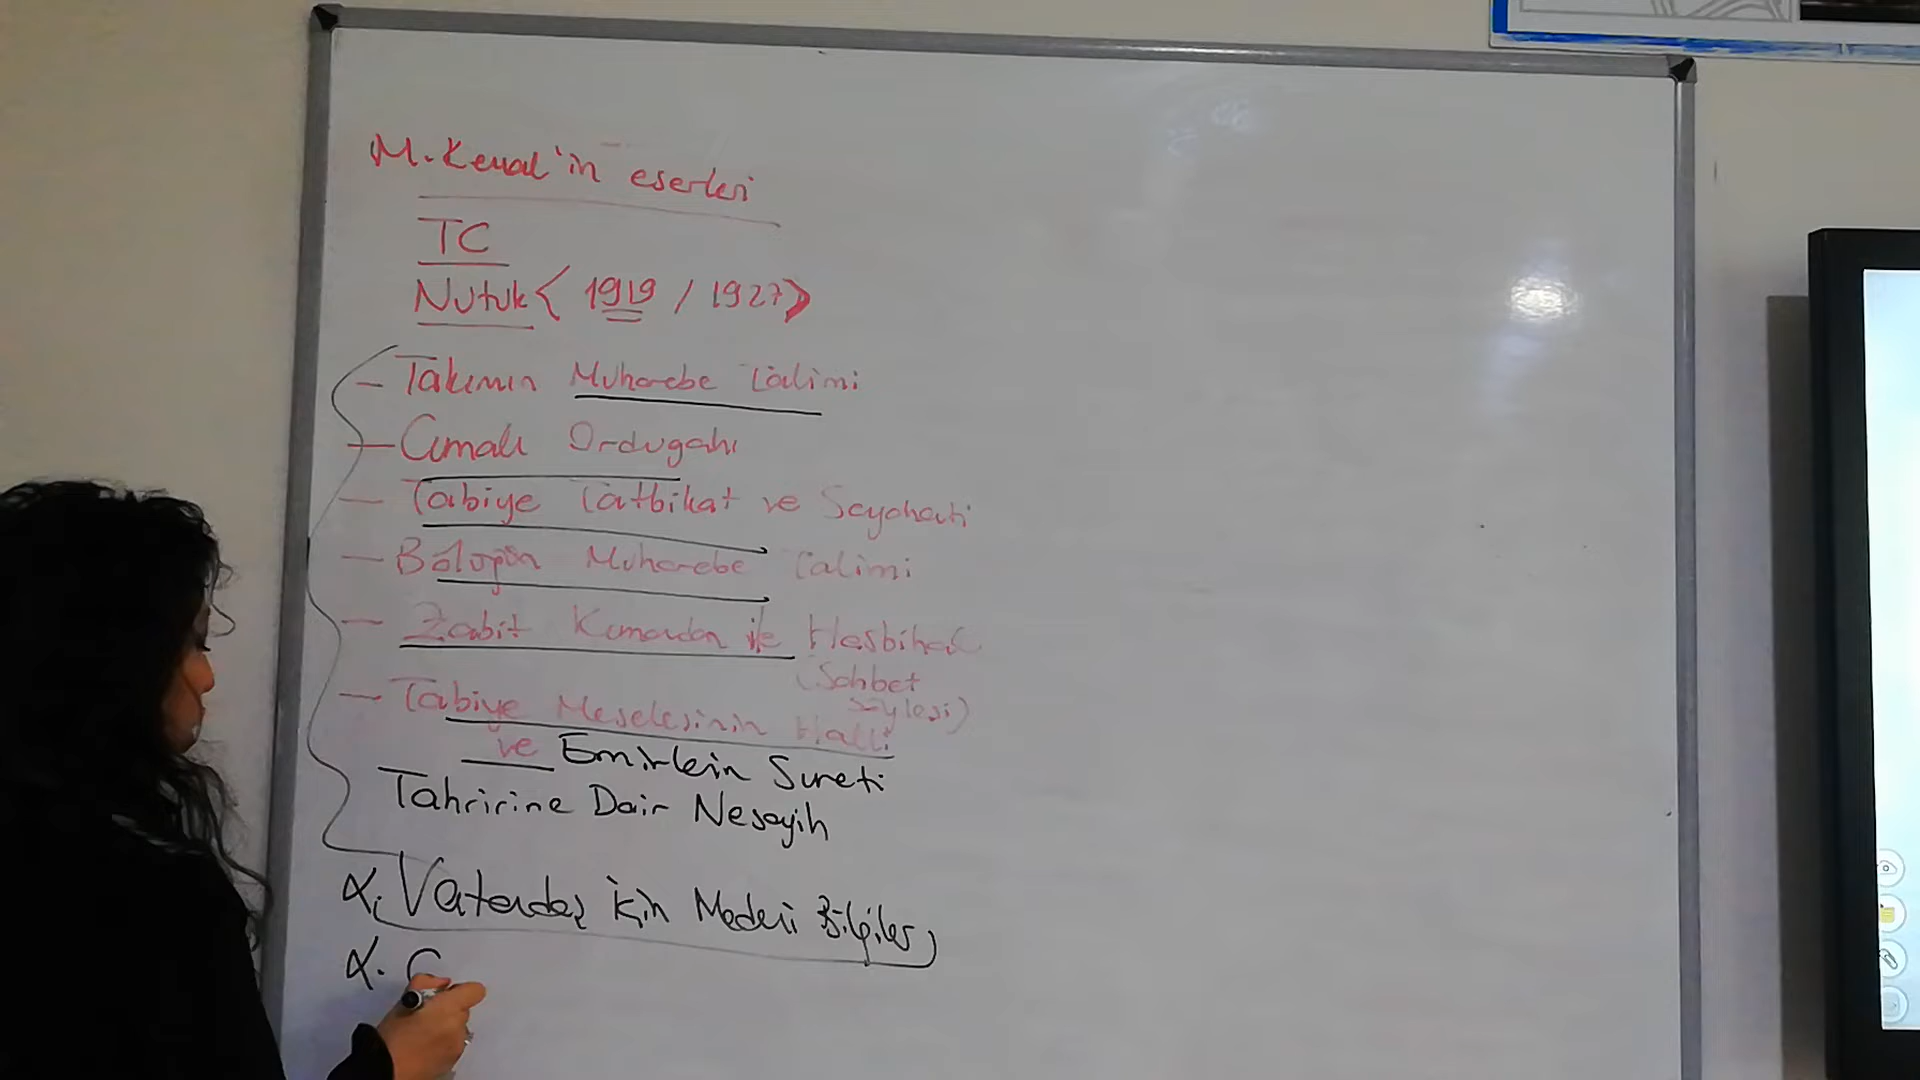 M. Kemal'in eserleri
TC
Nutuk < 1919 / 1927 >
- Takımın Muharebe Talimi
- Cumalı Ordugahı
- Tabiye Tatbikat ve Seyahati
- Bölüğün Muharebe Talimi
- Zabit Kumandan ile Hasbihal
(Sohbet
söyleşi)
- Tabiye Meselesinin Halli
ve Emirlerin Sureti
Tahririne Dair Nesayih
Vatandaş için Medeni Bilgiler